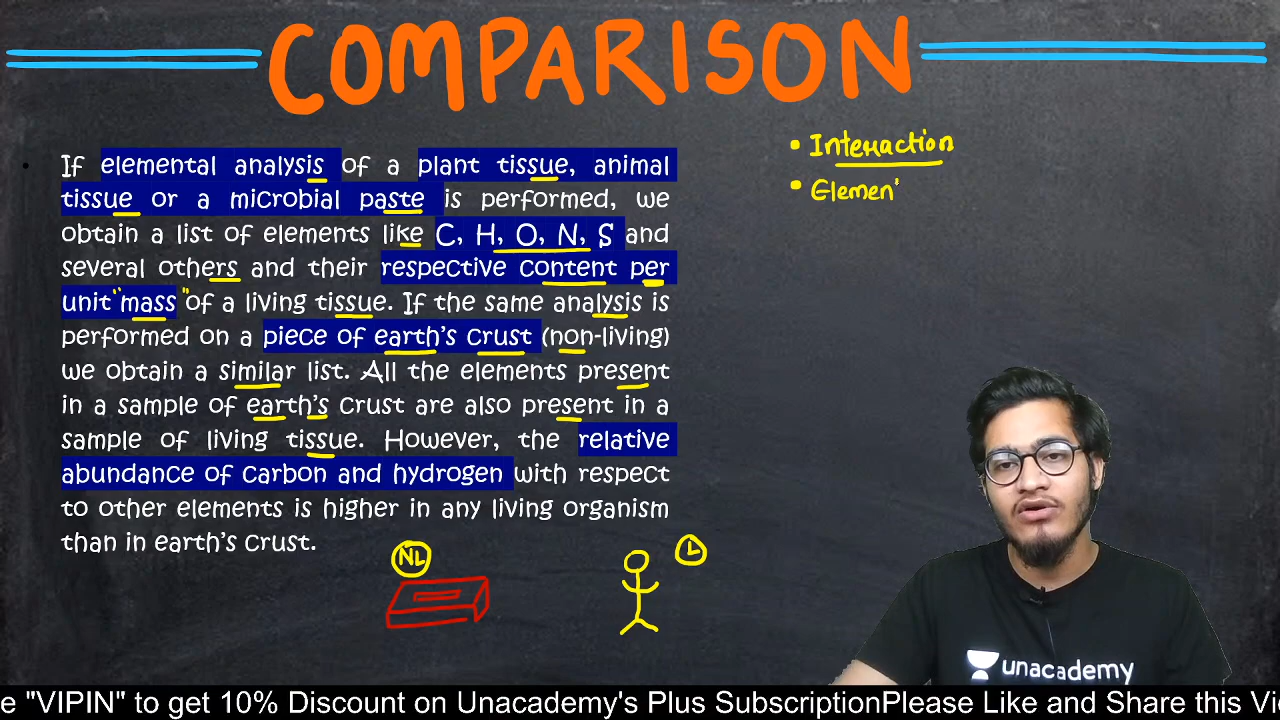 COMPARISON
If elemental analysis of a plant tissue, animal
tissue or a microbial paste is performed, we
obtain a list of elements like C, H, O, N, S and
several others and their respective content per
unit "mass" of a living tissue. If the same analysis is
performed on a piece of earth's crust (non-living)
we obtain a similar list. All the elements present
in a sample of earth's crust are also present in a
sample of living tissue. However, the relative
abundance of carbon and hydrogen with respect
to other elements is higher in any living organism
than in earth's crust.
• Interaction
• Elemen
NL
L
unacademy
e "VIPIN" to get 10% Discount on Unacademy's Plus SubscriptionPlease Like and Share this Vi